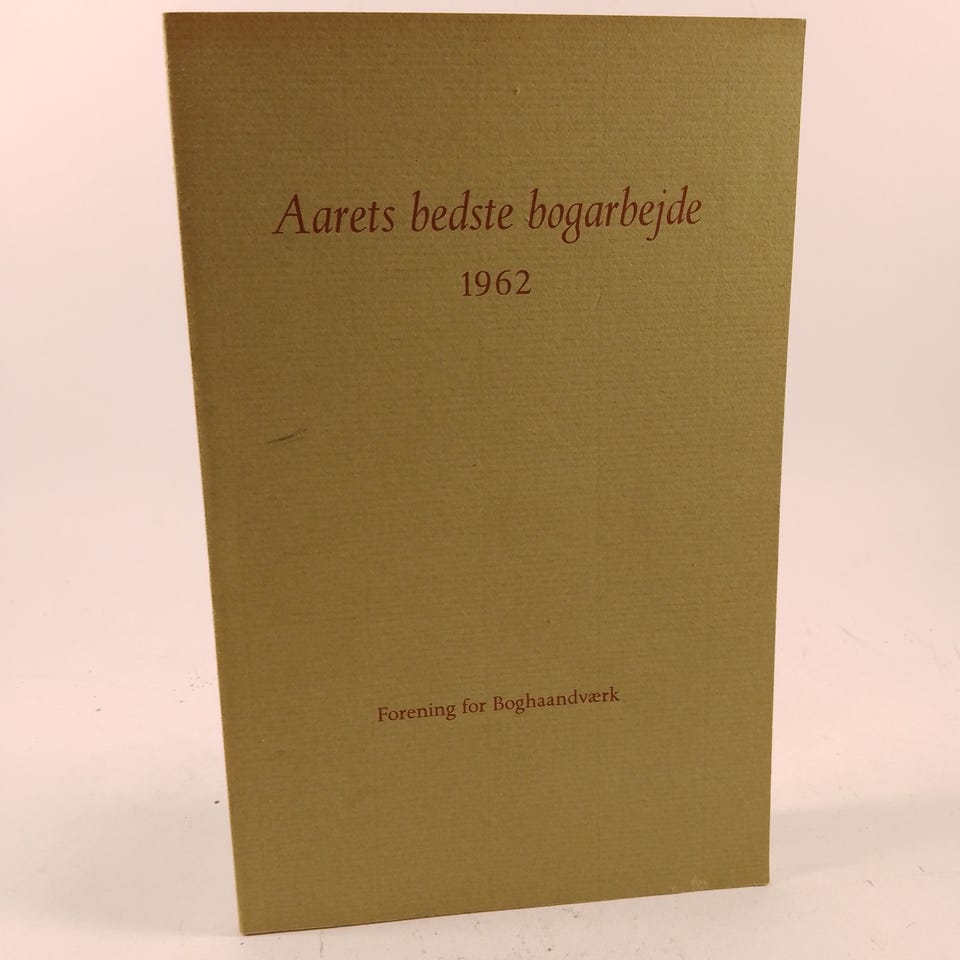 Aarets bedste bogarbejde
1962
Forening for Boghaandværk